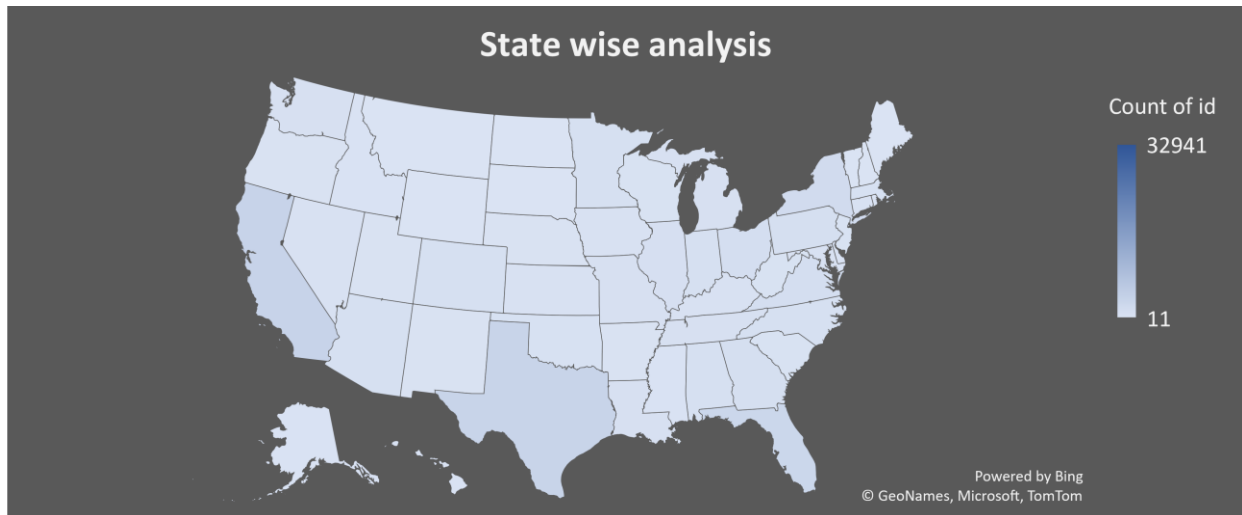 State wise analysis
Count of id
32941
11
Powered by Bing
© GeoNames, Microsoft, TomTom